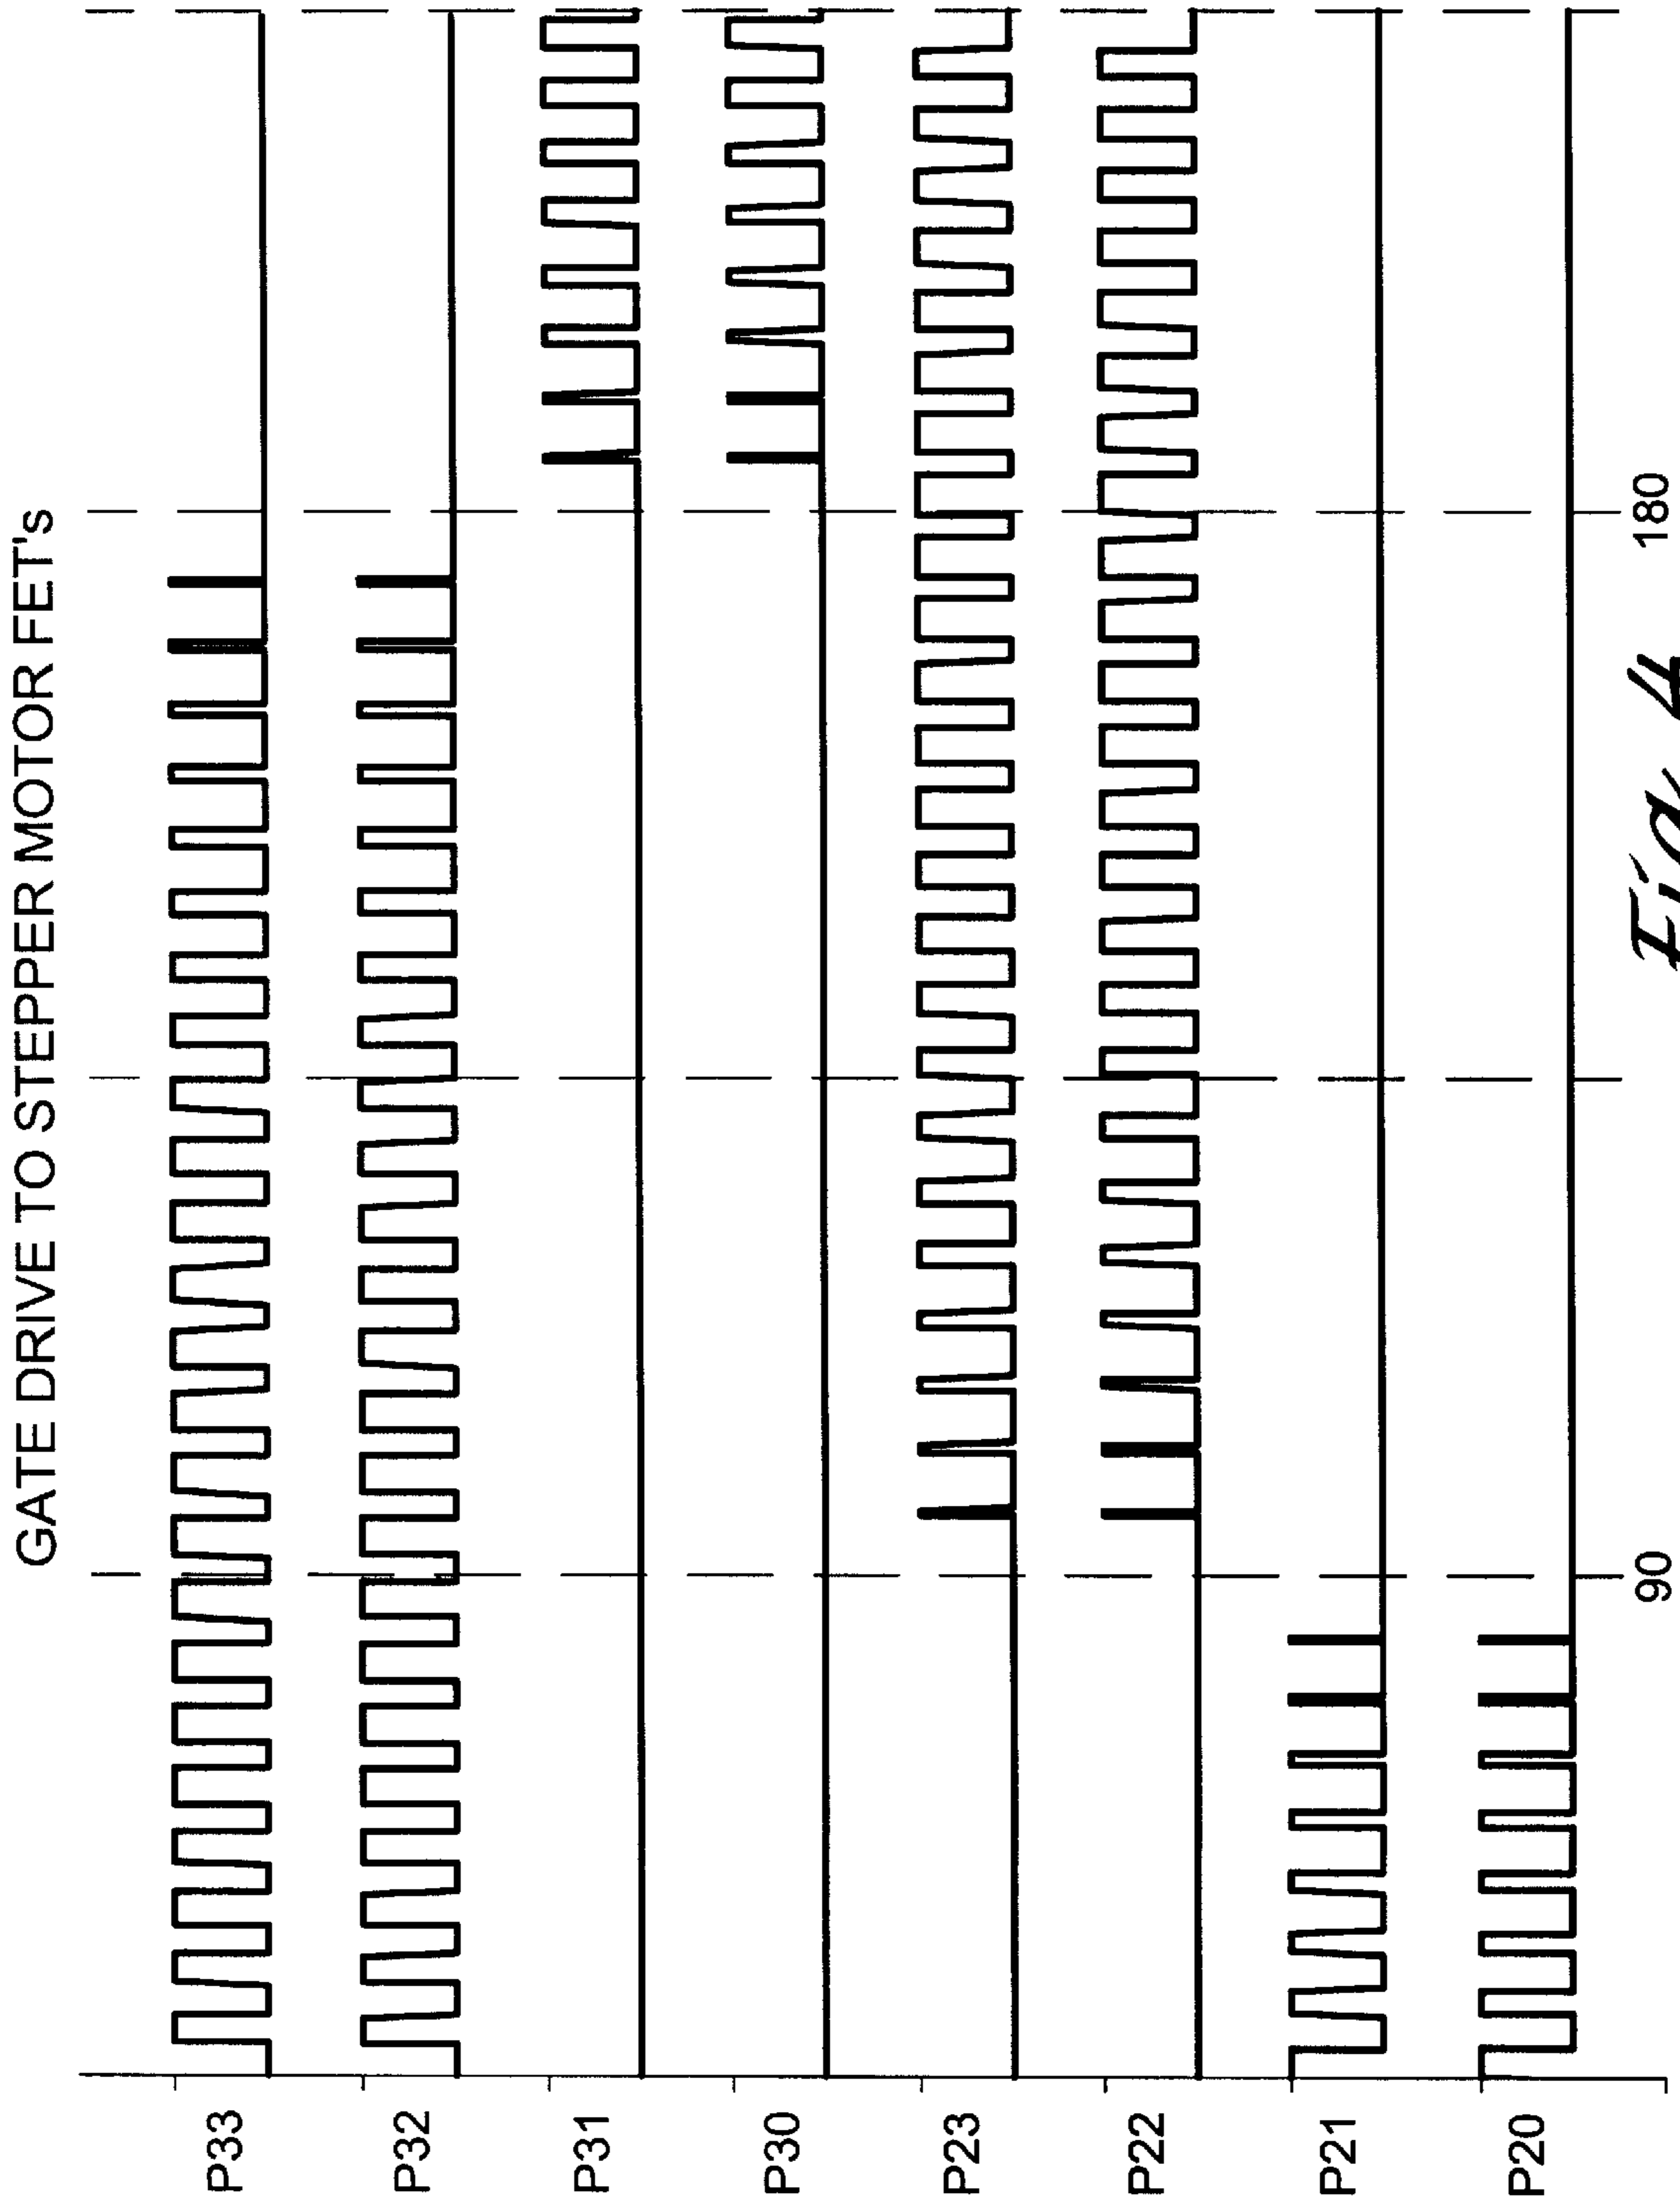 GATE DRIVE TO STEPPER MOTOR FET's
P33
P32
P31
P30
P23
P22
P21
P20
90
180
Fig. 4